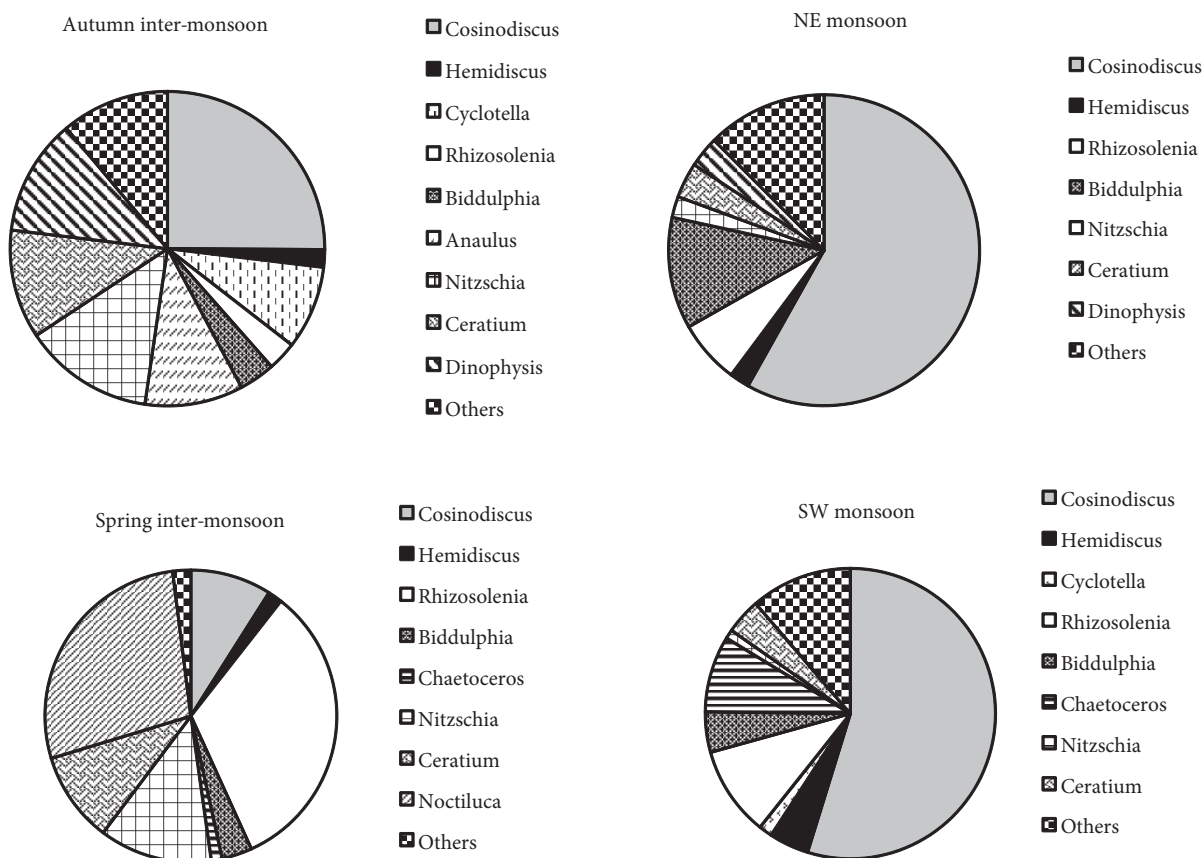 Autumn inter-monsoon
Cosinodiscus
Hemidiscus
Cyclotella
Rhizosolenia
Biddulphia
Anaulus
Nitzschia
Ceratium
Dinophysis
Others
NE monsoon
Cosinodiscus
Hemidiscus
Rhizosolenia
Biddulphia
Nitzschia
Ceratium
Dinophysis
Others
Spring inter-monsoon
Cosinodiscus
Hemidiscus
Rhizosolenia
Biddulphia
Chaetoceros
Nitzschia
Ceratium
Noctiluca
Others
SW monsoon
Cosinodiscus
Hemidiscus
Cyclotella
Rhizosolenia
Biddulphia
Chaetoceros
Nitzschia
Ceratium
Others